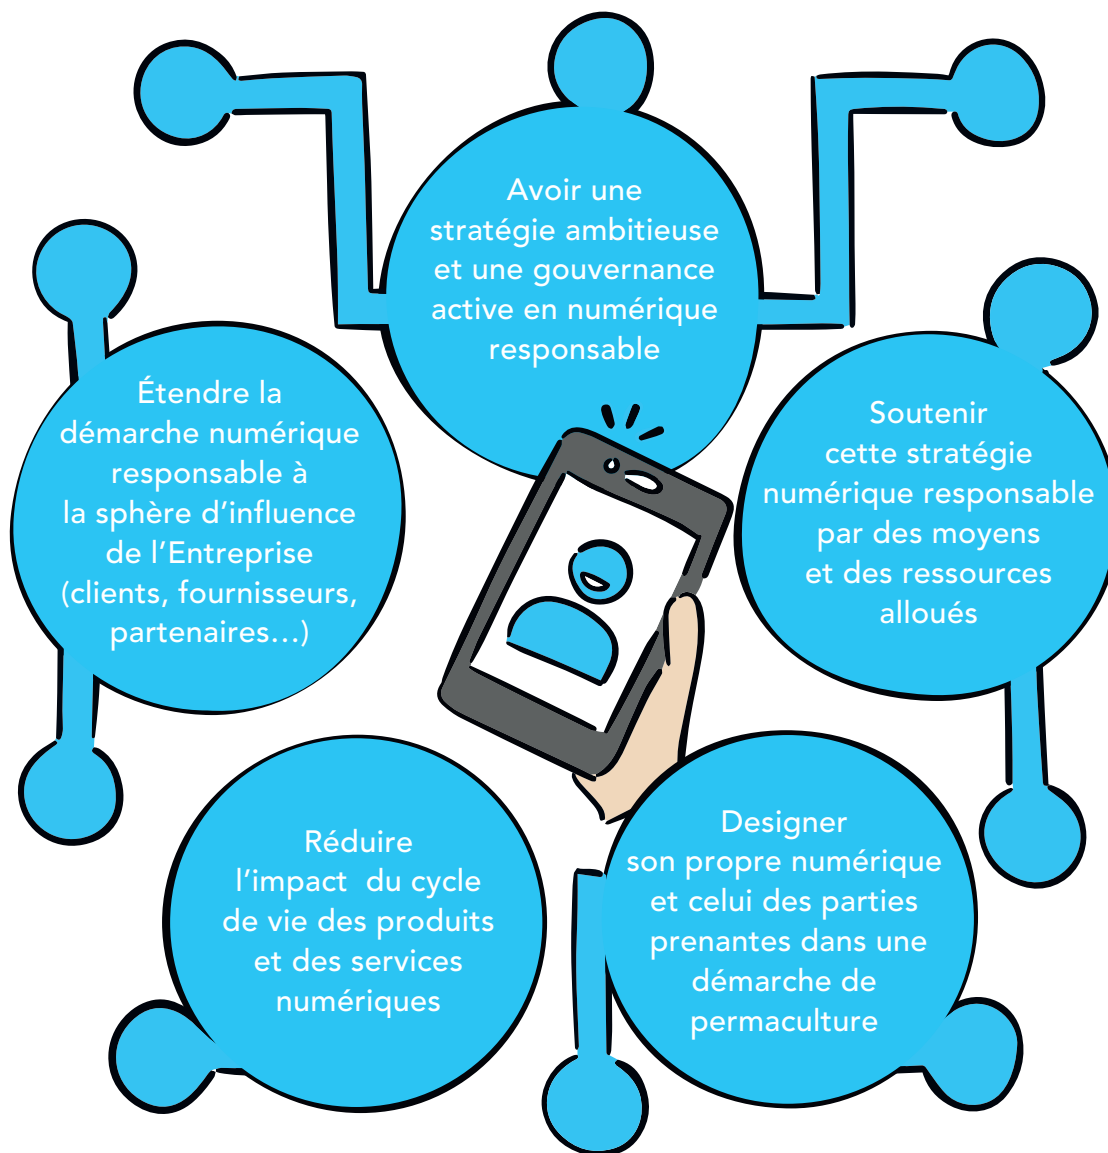 Avoir une
stratégie ambitieuse
et une gouvernance
active en numérique
responsable
Étendre la
démarche numérique
responsable à
la sphère d’influence
de l’Entreprise
(clients, fournisseurs,
partenaires…)
Soutenir
cette stratégie
numérique responsable
par des moyens
et des ressources
alloués
Réduire
l’impact du cycle
de vie des produits
et des services
numériques
Designer
son propre numérique
et celui des parties
prenantes dans une
démarche de
permaculture